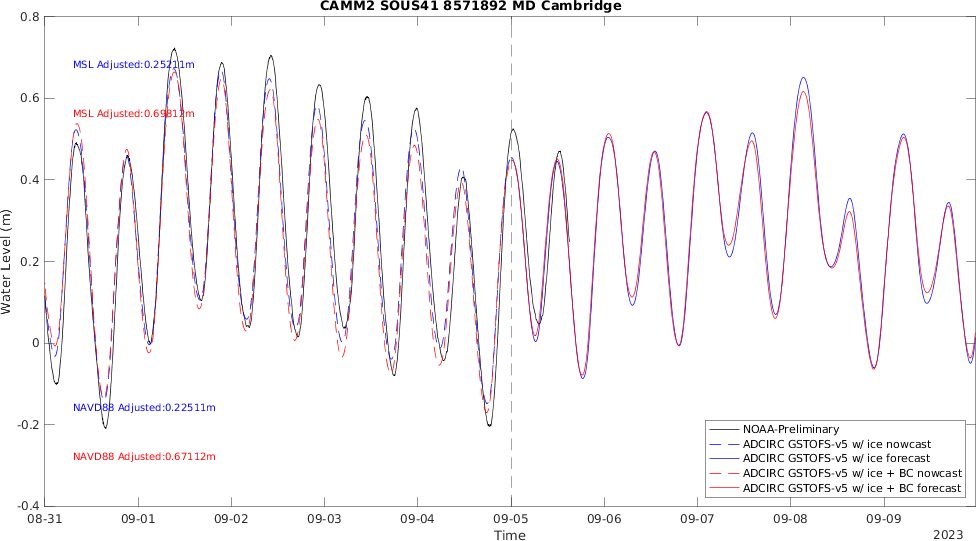 CAMM2 SOUS41 8571892 MD Cambridge
Water Level (m)
0.8
0.6
0.4
0.2
0
-0.2
-0.4
MSL Adjusted:0.25211m
MSL Adjusted:0.69812m
NAVD88 Adjusted:0.22511m
NAVD88 Adjusted:0.67112m
NOAA-Preliminary
ADCIRC GSTOFS-v5 w/ ice nowcast
ADCIRC GSTOFS-v5 w/ ice forecast
ADCIRC GSTOFS-v5 w/ ice + BC nowcast
ADCIRC GSTOFS-v5 w/ ice + BC forecast
08-31 09-01 09-02 09-03 09-04 09-05 09-06 09-07 09-08 09-09
Time
2023